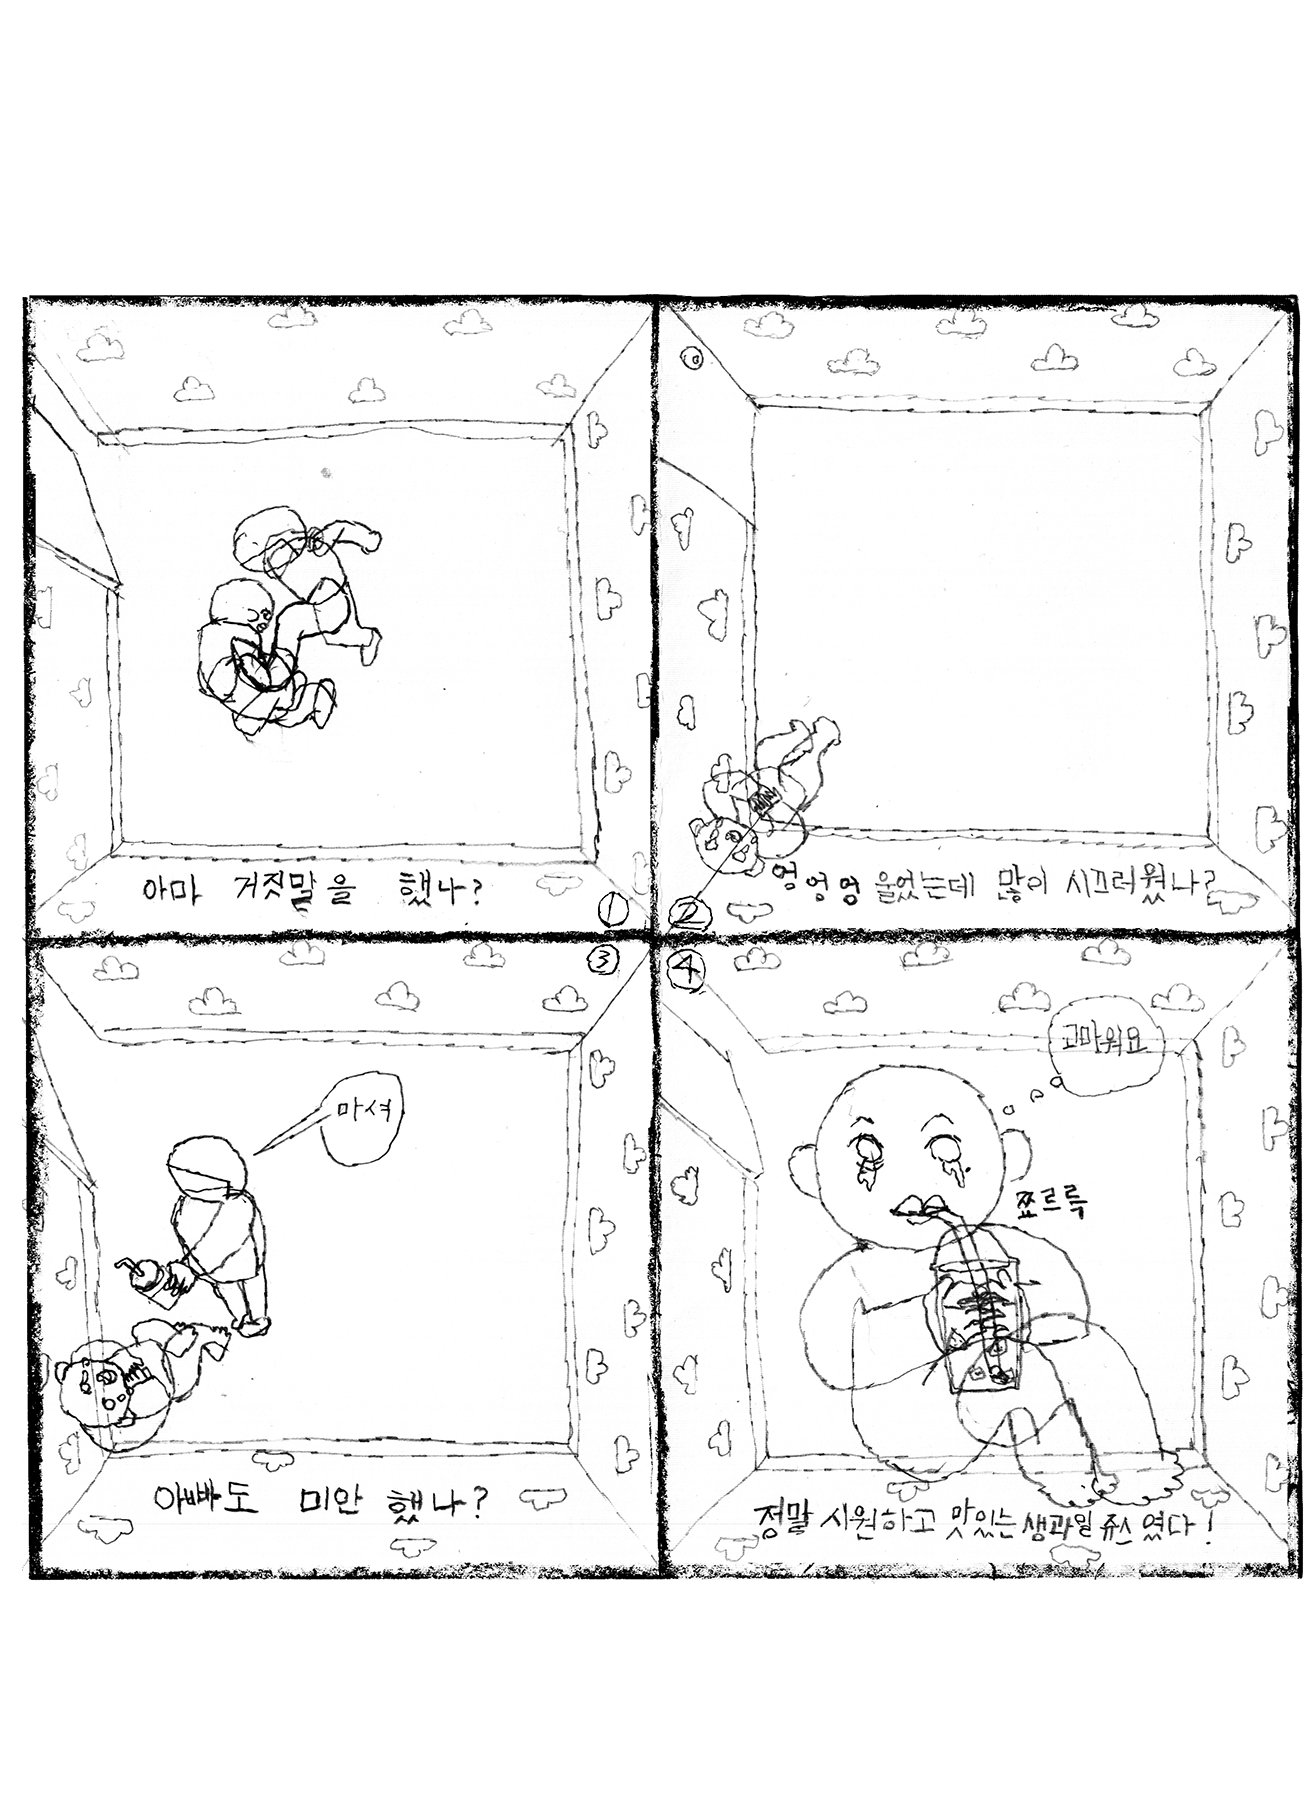 아마 거짓말을 했나?
①
엉엉엉 울었는데 많이 시끄러웠나?
②
③
마셔
아빠도 미안 했나?
④
고마워요
쪼르륵
정말 시원하고 맛있는 생과일 쥬스 였다!